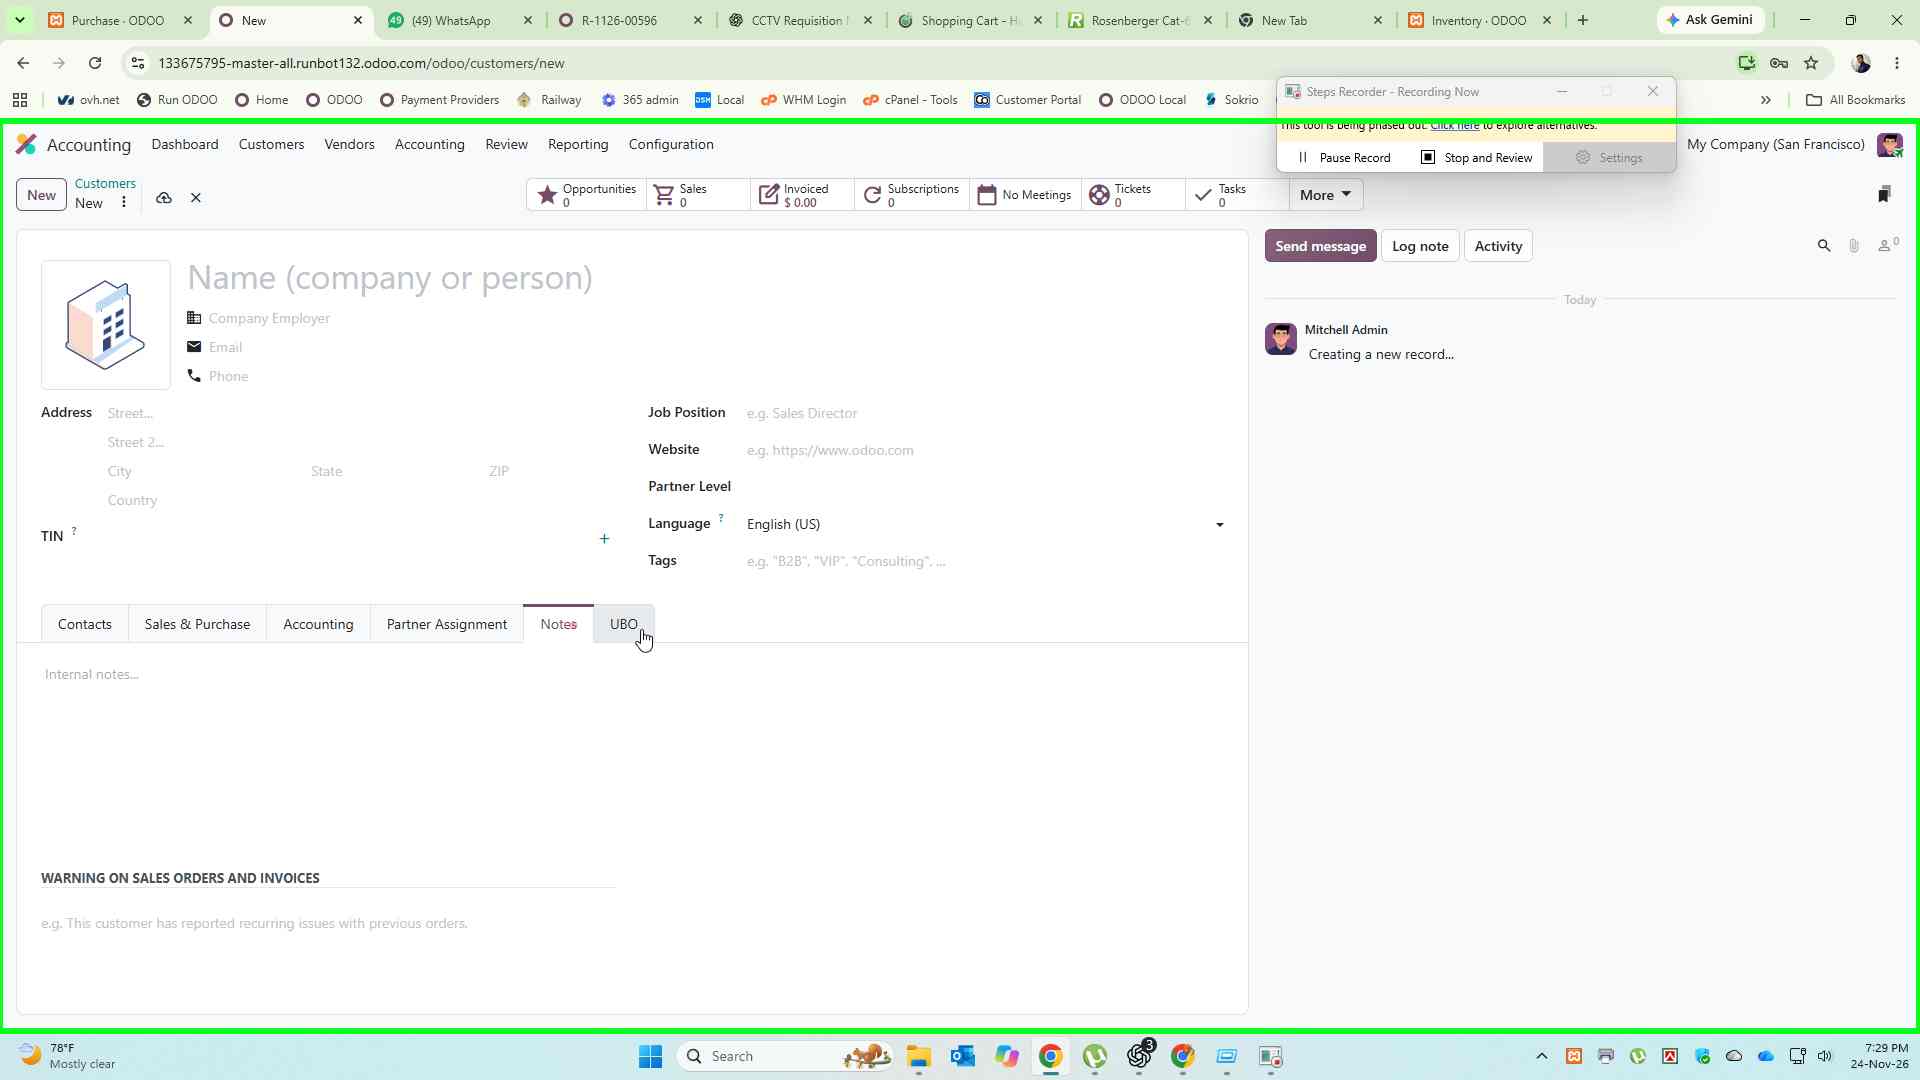 Purchase · ODOO
New
49
(49) WhatsApp
R-1126-00596
CCTV Requisition
Shopping Cart - H
Rosenberger Cat-6
New Tab
Inventory · ODOO
Ask Gemini
133675795-master-all.runbot132.odoo.com/odoo/customers/new
ovh.net
Run ODOO
Home
ODOO
Payment Providers
Railway
365 admin
DSM
Local
cP
WHM Login
cP
cPanel - Tools
Customer Portal
ODOO Local
Sokrio
All Bookmarks
Steps Recorder - Recording Now
This tool is being phased out. Click here to explore alternatives.
Pause Record
Stop and Review
Settings
Accounting
Dashboard
Customers
Vendors
Accounting
Review
Reporting
Configuration
My Company (San Francisco)
New
Customers
New
Opportunities
0
Sales
0
Invoiced
$ 0.00
Subscriptions
0
No Meetings
Tickets
0
Tasks
0
More
Name (company or person)
Company Employer
Email
Phone
Address
Street...
Street 2...
City
State
ZIP
Country
TIN ?
Job Position
e.g. Sales Director
Website
e.g. https://www.odoo.com
Partner Level
Language ?
English (US)
Tags
e.g. "B2B", "VIP", "Consulting", ...
Contacts
Sales & Purchase
Accounting
Partner Assignment
Notes
UBO
Internal notes...
WARNING ON SALES ORDERS AND INVOICES
e.g. This customer has reported recurring issues with previous orders.
Send message
Log note
Activity
0
Today
Mitchell Admin
Creating a new record...
78°F
Mostly clear
Search
3
7:29 PM
24-Nov-26